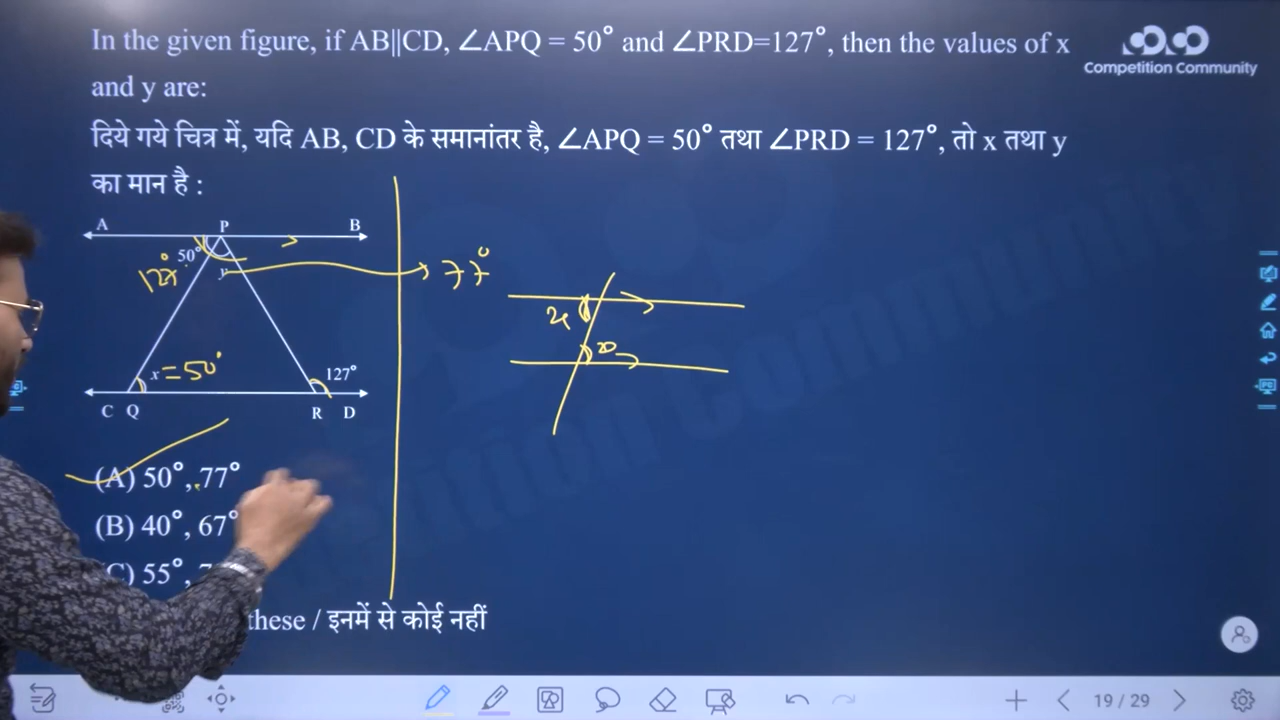 In the given figure, if AB||CD, ∠APQ = 50° and ∠PRD=127°, then the values of x
and y are:
Competition Community
दिये गये चित्र में, यदि AB, CD के समानांतर है, ∠APQ = 50° तथा ∠PRD = 127°, तो x तथा y
का मान है :
A P B
50°
127°
y
77°
x = 50°
127°
C Q R D
x
(A) 50°, 77°
(B) 40°, 67°
(C) 55°,
these / इनमें से कोई नहीं
19 / 29